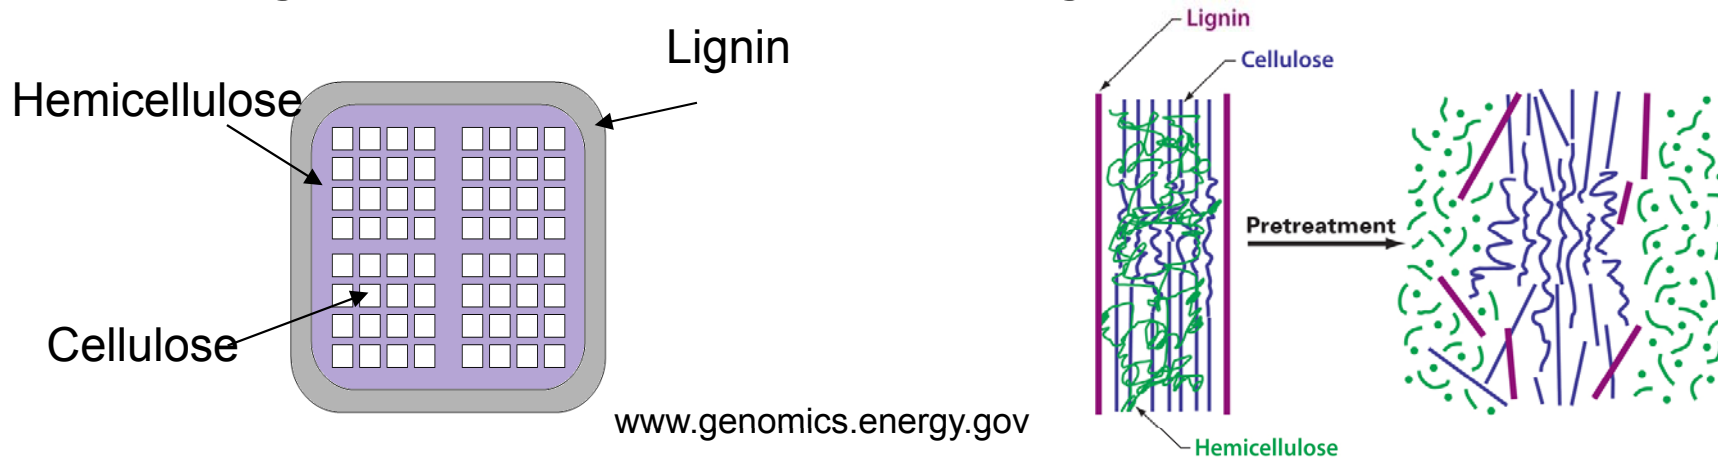 Lignin
Hemicellulose
Cellulose
www.genomics.energy.gov
Lignin
Cellulose
Pretreatment
Hemicellulose